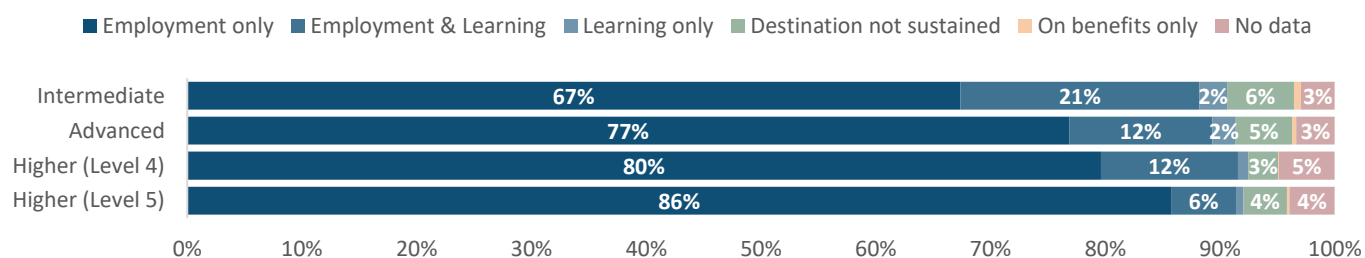 Employment only Employment & Learning Learning only Destination not sustained On benefits only No data
Intermediate 67% 21% 2% 6% 3%
Advanced 77% 12% 2% 5% 3%
Higher (Level 4) 80% 12% 3% 5%
Higher (Level 5) 86% 6% 4% 4%
0% 10% 20% 30% 40% 50% 60% 70% 80% 90% 100%